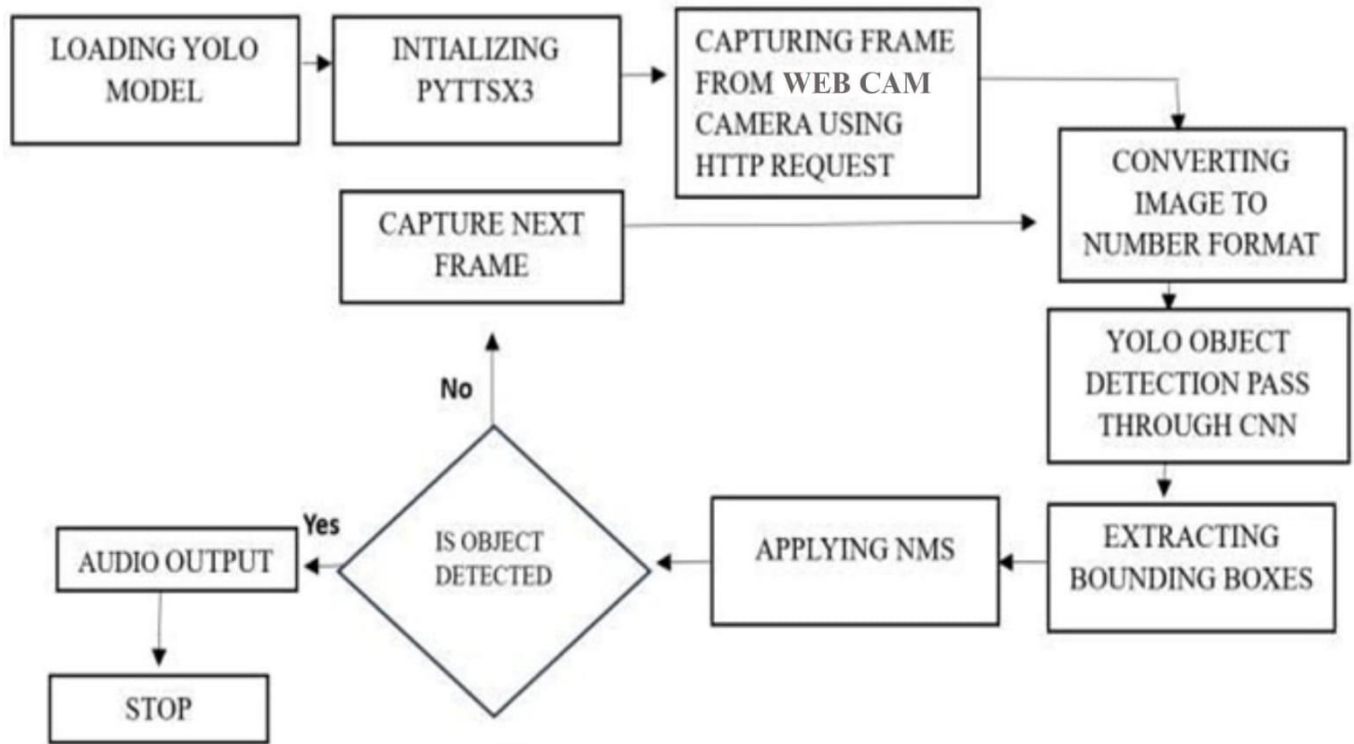 LOADING YOLO
MODEL
INTIALIZING
PYTTSX3
CAPTURING FRAME
FROM WEB CAM
CAMERA USING
HTTP REQUEST
CONVERTING
IMAGE TO
NUMBER FORMAT
CAPTURE NEXT
FRAME
YOLO OBJECT
DETECTION PASS
THROUGH CNN
No
EXTRACTING
BOUNDING BOXES
APPLYING NMS
IS OBJECT
DETECTED
Yes
AUDIO OUTPUT
STOP